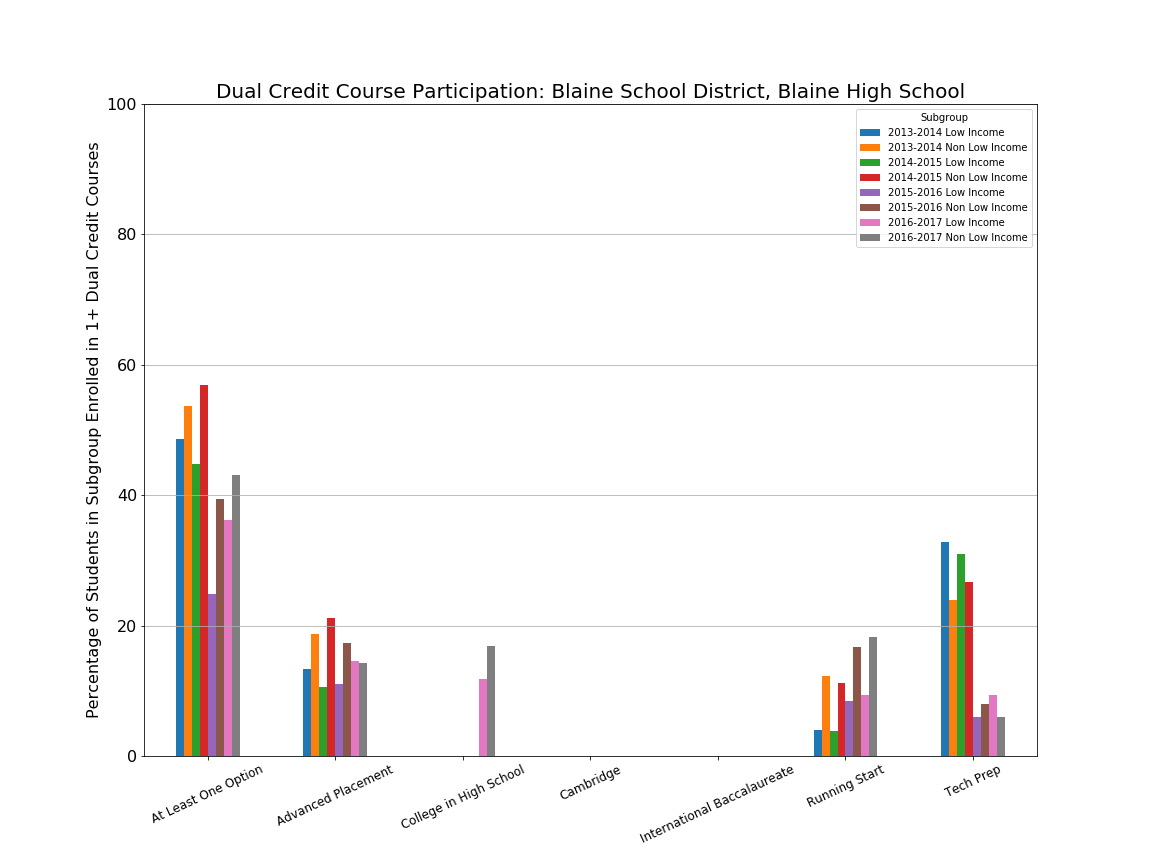 Dual Credit Course Participation: Blaine School District, Blaine High School
Percentage of Students in Subgroup Enrolled in 1+ Dual Credit Courses
100
80
60
40
20
0
Subgroup
2013-2014 Low Income
2013-2014 Non Low Income
2014-2015 Low Income
2014-2015 Non Low Income
2015-2016 Low Income
2015-2016 Non Low Income
2016-2017 Low Income
2016-2017 Non Low Income
At Least One Option
Advanced Placement
College in High School
Cambridge
International Baccalaureate
Running Start
Tech Prep